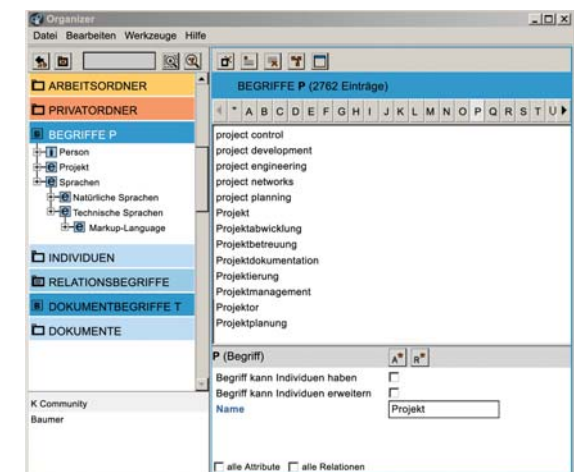 Organizer
Datei Bearbeiten Werkzeuge Hilfe
ARBEITSORDNER
PRIVATORDNER
BEGRIFFE P
Person
Projekt
Sprachen
Natürliche Sprachen
Technische Sprachen
Markup-Language
INDIVIDUEN
RELATIONSBEGRIFFE
DOKUMENTBEGRIFFE T
DOKUMENTE
K Community
Baumer
BEGRIFFE P (2762 Einträge)
* A B C D E F G H I J K L M N O P Q R S T U
project control
project development
project engineering
project networks
project planning
Projekt
Projektabwicklung
Projektbetreuung
Projektdokumentation
Projektierung
Projektmanagement
Projektor
Projektplanung
P (Begriff)
A* R*
Begriff kann Individuen haben
Begriff kann Individuen erweitern
Name Projekt
alle Attribute alle Relationen